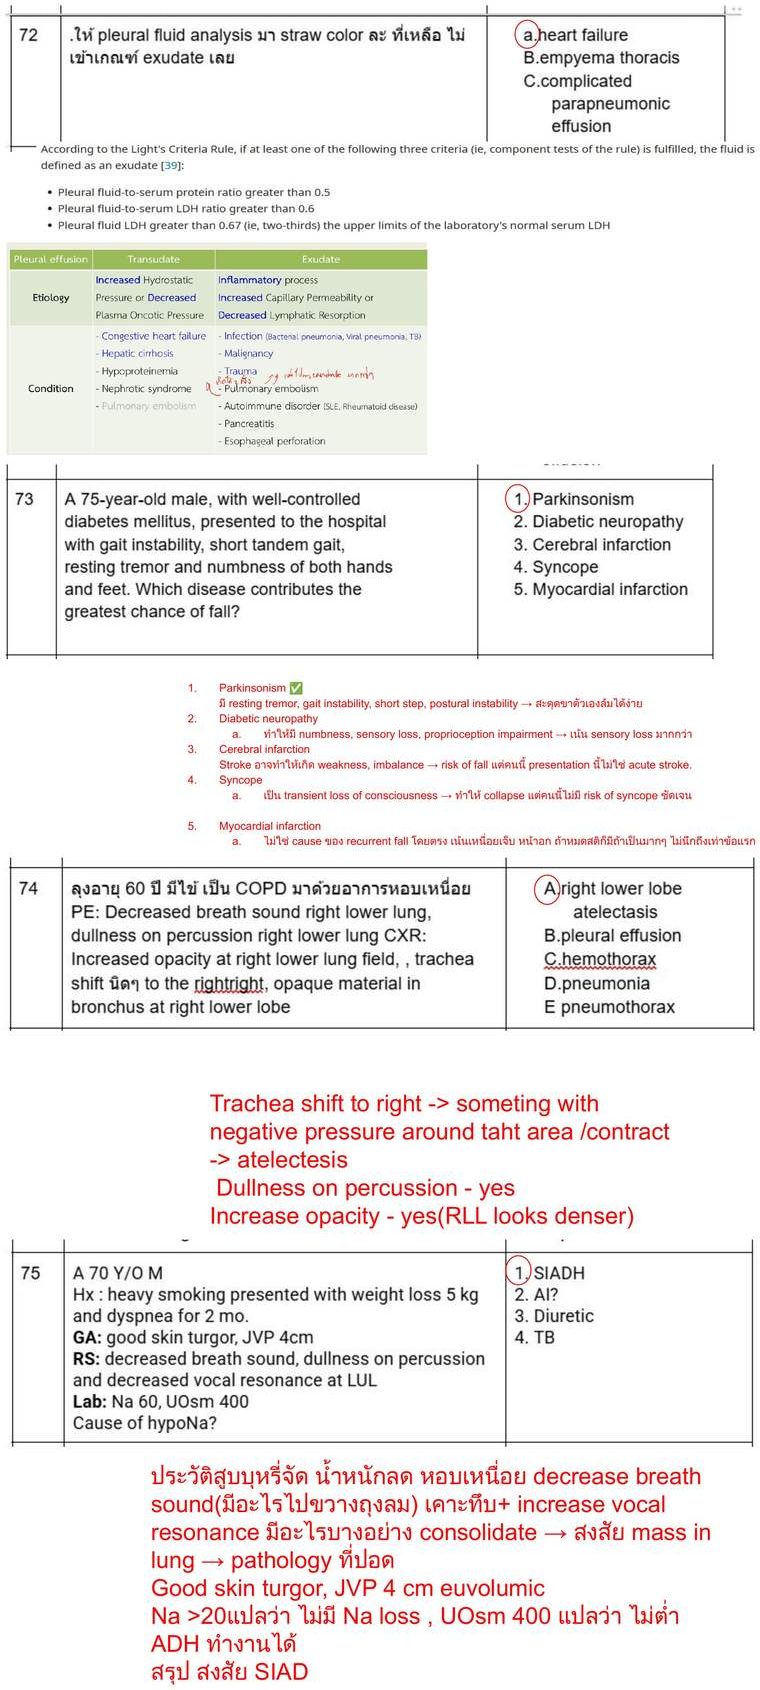 72 .ให้ pleural fluid analysis มา straw color ละ ที่เหลือ ไม่
เข้าเกณฑ์ exudate เลย
a.heart failure
B.empyema thoracis
C.complicated
parapneumonic
effusion
According to the Light's Criteria Rule, if at least one of the following three criteria (ie, component tests of the rule) is fulfilled, the fluid is
defined as an exudate [39]:
• Pleural fluid-to-serum protein ratio greater than 0.5
• Pleural fluid-to-serum LDH ratio greater than 0.6
• Pleural fluid LDH greater than 0.67 (ie, two-thirds) the upper limits of the laboratory's normal serum LDH
Pleural effusion Transudate Exudate
Etiology
Increased Hydrostatic
Pressure or Decreased
Plasma Oncotic Pressure
Inflammatory process
Increased Capillary Permeability or
Decreased Lymphatic Resorption
Condition
- Congestive heart failure
- Hepatic cirrhosis
- Hypoproteinemia
- Nephrotic syndrome
- Pulmonary embolism
- Infection (Bacterial pneumonia, Viral pneumonia, TB)
- Malignancy
- Trauma
- Pulmonary embolism
- Autoimmune disorder (SLE, Rheumatoid disease)
- Pancreatitis
- Esophageal perforation
73 A 75-year-old male, with well-controlled
diabetes mellitus, presented to the hospital
with gait instability, short tandem gait,
resting tremor and numbness of both hands
and feet. Which disease contributes the
greatest chance of fall?
1. Parkinsonism
2. Diabetic neuropathy
3. Cerebral infarction
4. Syncope
5. Myocardial infarction
1. Parkinsonism ✅
มี resting tremor, gait instability, short step, postural instability → สะดุดขาตัวเองล้มได้ง่าย
2. Diabetic neuropathy
a. ทำให้มี numbness, sensory loss, proprioception impairment → เน้น sensory loss มากกว่า
3. Cerebral infarction
Stroke อาจทำให้เกิด weakness, imbalance → risk of fall แต่คนนี้ presentation นี้ไม่ใช่ acute stroke.
4. Syncope
a. เป็น transient loss of consciousness → ทำให้ collapse แต่คนนี้ไม่มี risk of syncope ชัดเจน
5. Myocardial infarction
a. ไม่ใช่ cause ของ recurrent fall โดยตรง เน้นเหนื่อยเจ็บ หน้าอก ถ้าหมดสติก็มีถ้าเป็นมากๆ ไม่นึกถึงเท่าข้อแรก
74 ลุงอายุ 60 ปี มีไข้ เป็น COPD มาด้วยอาการหอบเหนื่อย
PE: Decreased breath sound right lower lung,
dullness on percussion right lower lung CXR:
Increased opacity at right lower lung field, , trachea
shift นิดๆ to the rightright, opaque material in
bronchus at right lower lobe
A.right lower lobe
atelectasis
B.pleural effusion
C.hemothorax
D.pneumonia
E pneumothorax
Trachea shift to right -> someting with
negative pressure around taht area /contract
-> atelectesis
Dullness on percussion - yes
Increase opacity - yes(RLL looks denser)
75 A 70 Y/O M
Hx : heavy smoking presented with weight loss 5 kg
and dyspnea for 2 mo.
GA: good skin turgor, JVP 4cm
RS: decreased breath sound, dullness on percussion
and decreased vocal resonance at LUL
Lab: Na 60, UOsm 400
Cause of hypoNa?
1. SIADH
2. AI?
3. Diuretic
4. TB
ประวัติสูบบุหรี่จัด น้ำหนักลด หอบเหนื่อย decrease breath
sound(มีอะไรไปขวางถุงลม) เคาะทึบ+ increase vocal
resonance มีอะไรบางอย่าง consolidate → สงสัย mass in
lung → pathology ที่ปอด
Good skin turgor, JVP 4 cm euvolumic
Na >20แปลว่า ไม่มี Na loss , UOsm 400 แปลว่า ไม่ต่ำ
ADH ทำงานได้
สรุป สงสัย SIAD